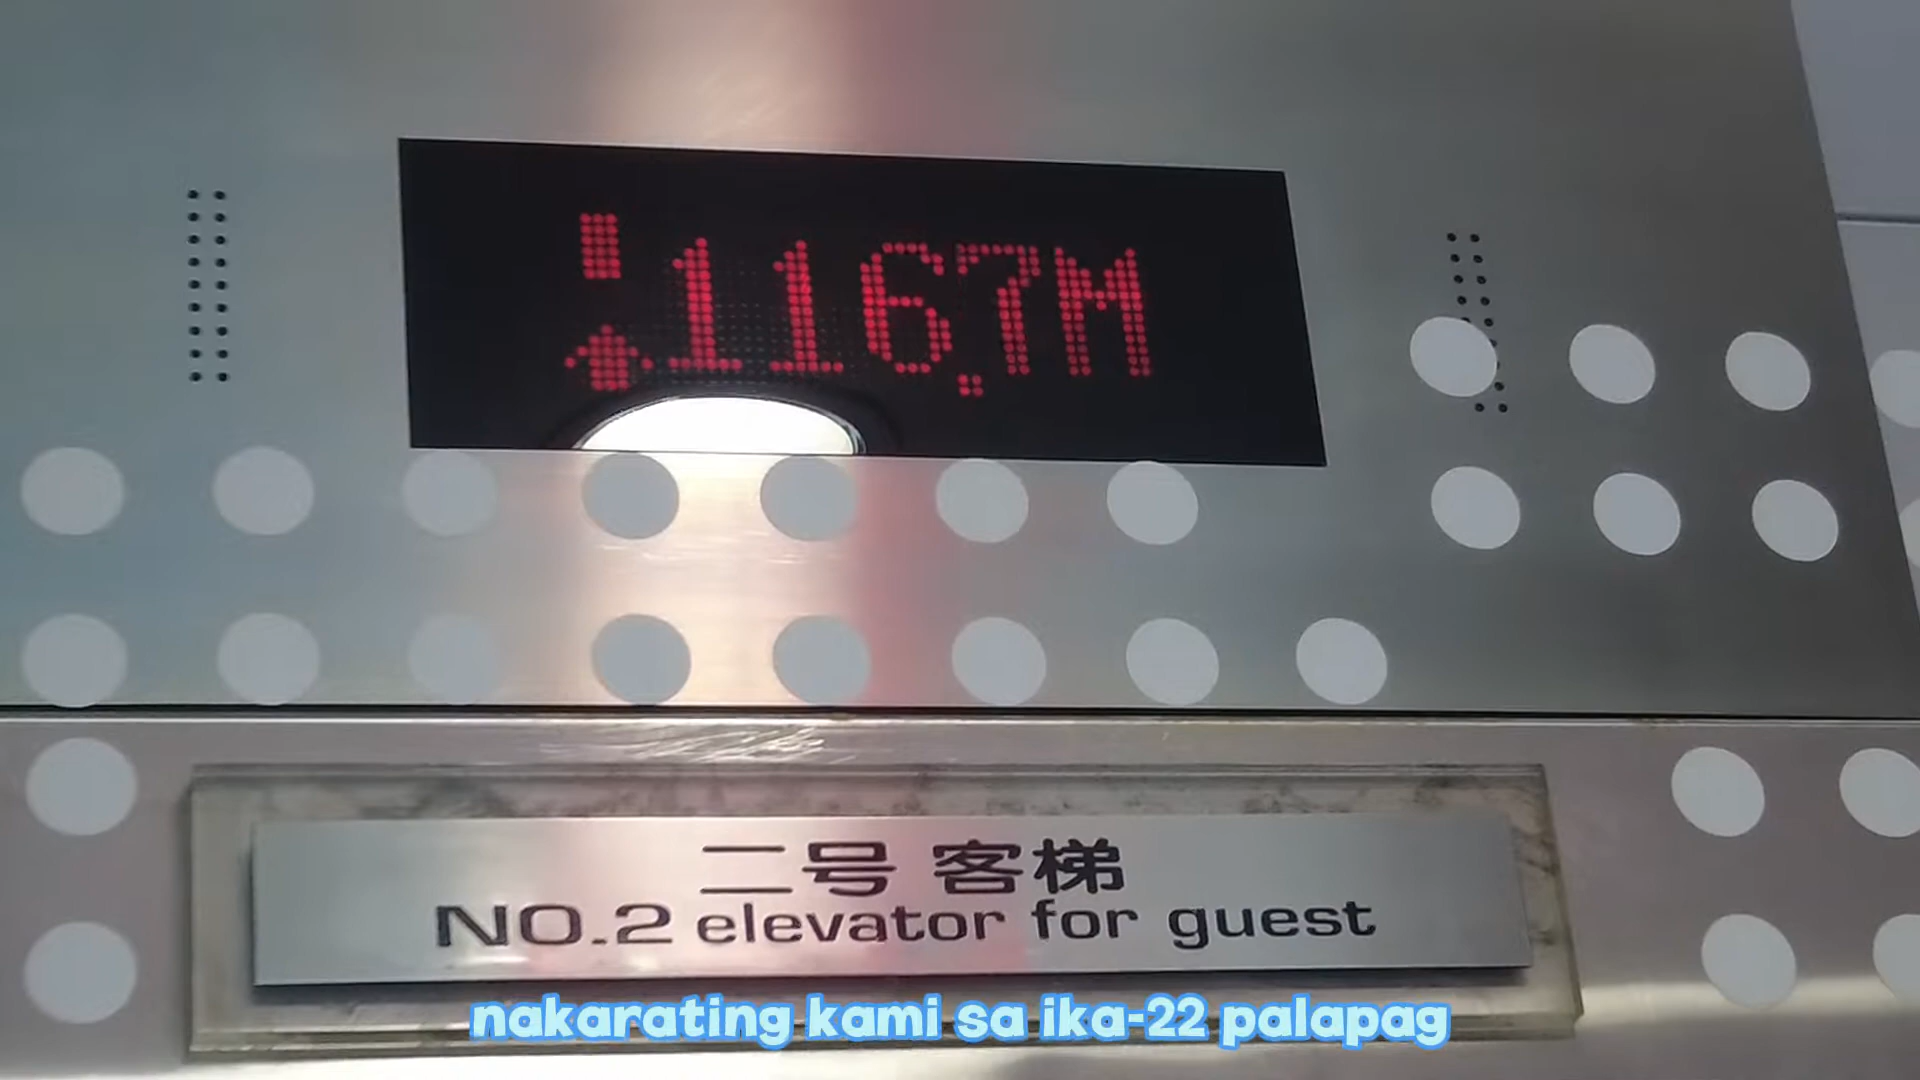 116.7M
二号 客梯
NO.2 elevator for guest
nakarating kami sa ika-22 palapag